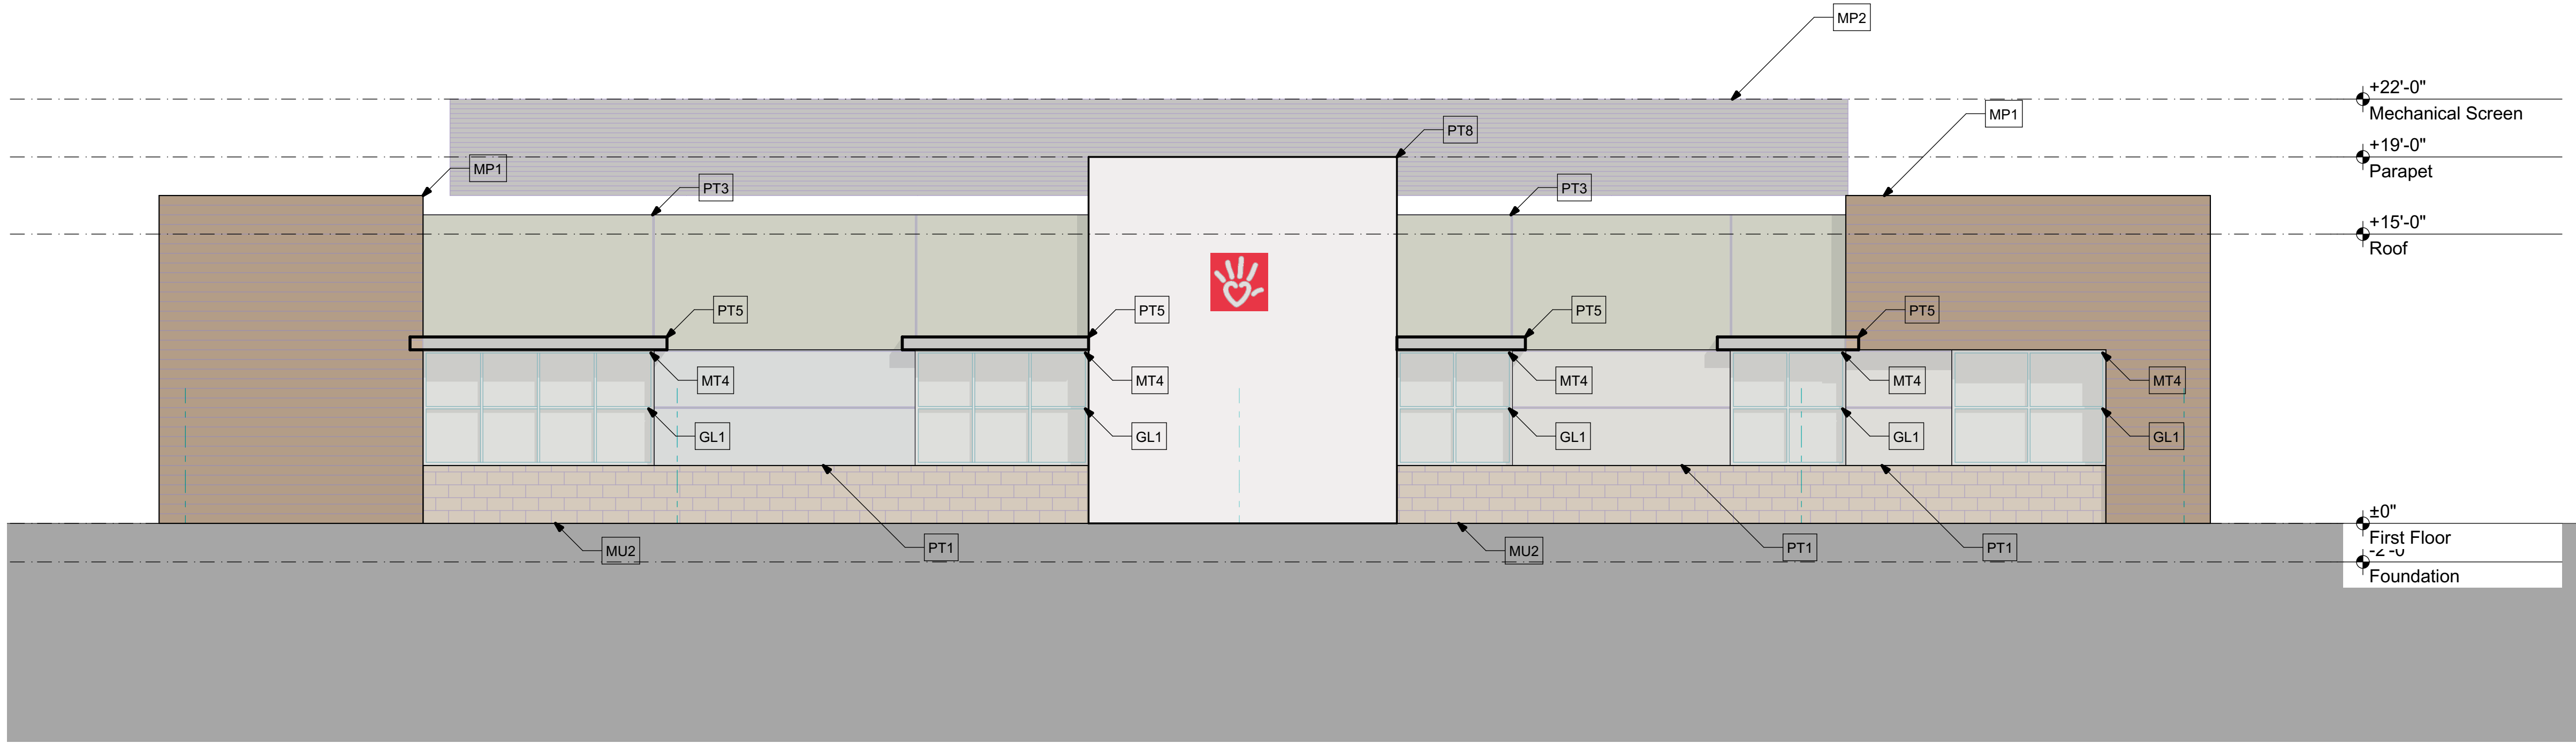 MP2
+22'-0"
Mechanical Screen
MP1
PT8
+19'-0"
Parapet
MP1
PT3
PT3
+15'-0"
Roof
PT5
PT5
PT5
PT5
MT4
MT4
MT4
MT4
MT4
GL1
GL1
GL1
GL1
GL1
±0"
First Floor
MU2
PT1
MU2
PT1
PT1
-2'-0"
Foundation